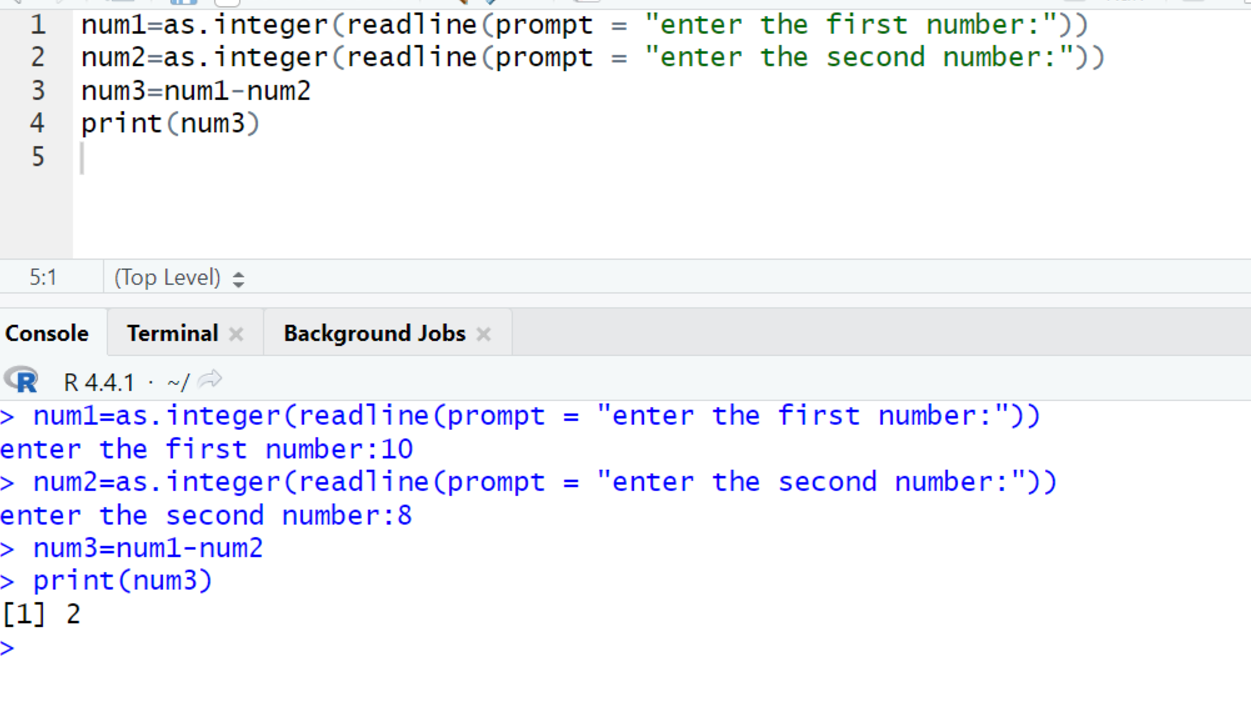 1 num1=as.integer(readline(prompt = "enter the first number:"))
2 num2=as.integer(readline(prompt = "enter the second number:"))
3 num3=num1-num2
4 print(num3)
5
5:1 (Top Level)
Console Terminal Background Jobs
R R 4.4.1 · ~/
> num1=as.integer(readline(prompt = "enter the first number:"))
enter the first number:10
> num2=as.integer(readline(prompt = "enter the second number:"))
enter the second number:8
> num3=num1-num2
> print(num3)
[1] 2
>